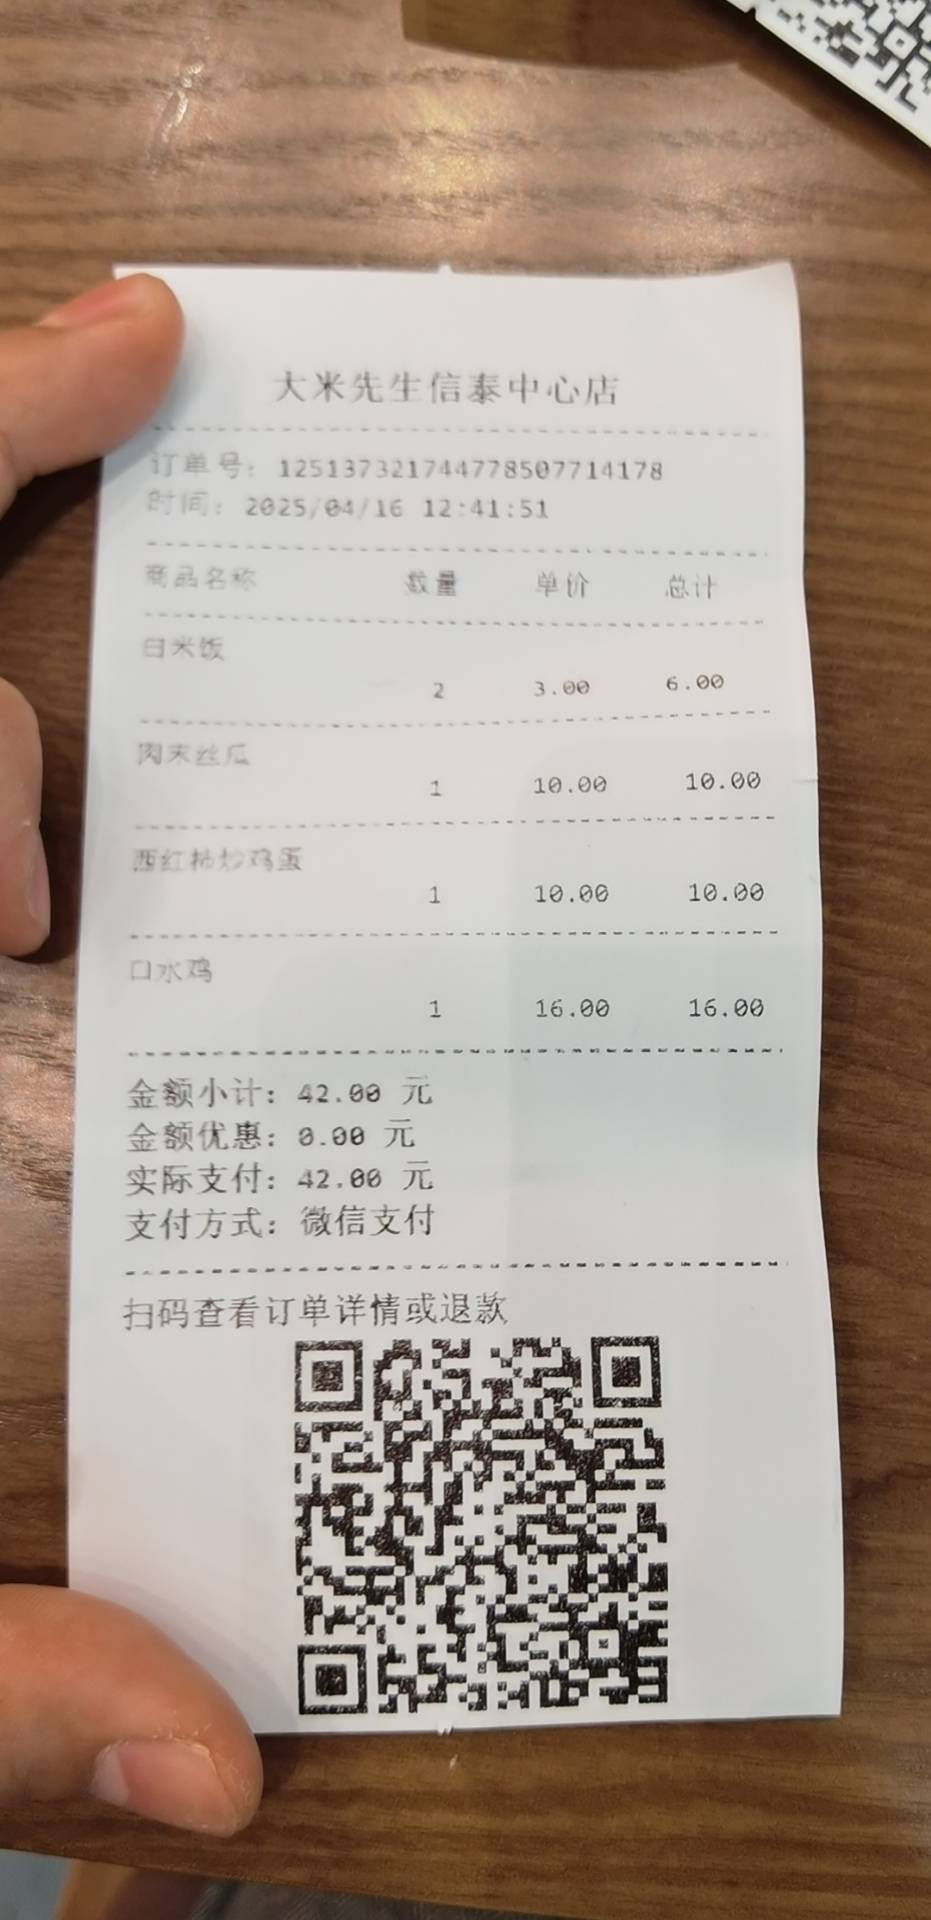 大米先生信泰中心店
订单号: 125137321744778507714178
时间: 2025/04/16 12:41:51
商品名称 数量 单价 总计
白米饭
2 3.00 6.00
肉末丝瓜
1 10.00 10.00
西红柿炒鸡蛋
1 10.00 10.00
口水鸡
1 16.00 16.00
金额小计: 42.00 元
金额优惠: 0.00 元
实际支付: 42.00 元
支付方式: 微信支付
扫码查看订单详情或退款